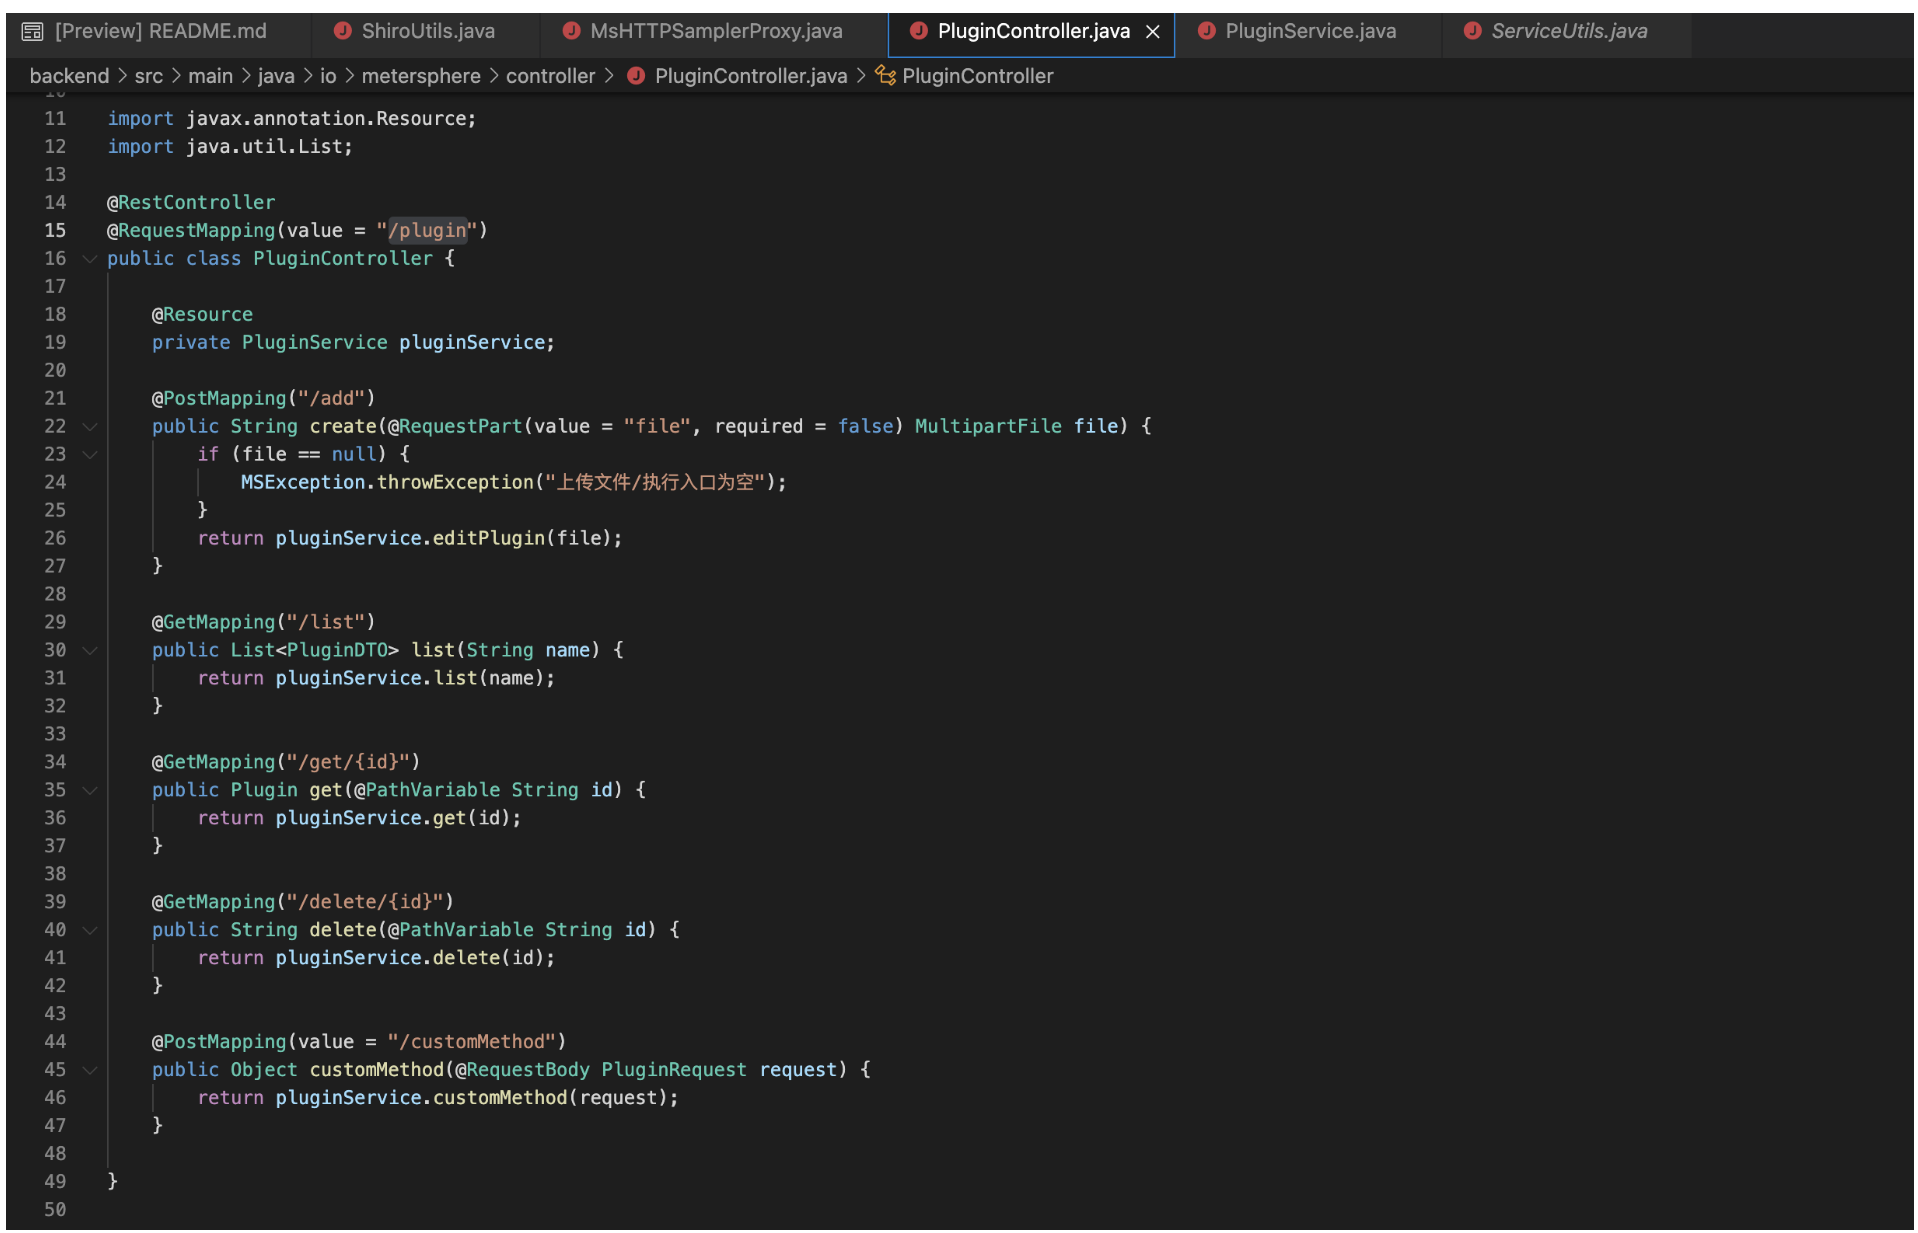 [Preview] README.md ShiroUtils.java MsHTTPSamplerProxy.java PluginController.java PluginService.java ServiceUtils.java
backend > src > main > java > io > metersphere > controller > PluginController.java > PluginController
10
11 import javax.annotation.Resource;
12 import java.util.List;
13
14 @RestController
15 @RequestMapping(value = "/plugin")
16 public class PluginController {
17
18     @Resource
19     private PluginService pluginService;
20
21     @PostMapping("/add")
22     public String create(@RequestPart(value = "file", required = false) MultipartFile file) {
23         if (file == null) {
24             MSException.throwException("上传文件/执行入口为空");
25         }
26         return pluginService.editPlugin(file);
27     }
28
29     @GetMapping("/list")
30     public List<PluginDTO> list(String name) {
31         return pluginService.list(name);
32     }
33
34     @GetMapping("/get/{id}")
35     public Plugin get(@PathVariable String id) {
36         return pluginService.get(id);
37     }
38
39     @GetMapping("/delete/{id}")
40     public String delete(@PathVariable String id) {
41         return pluginService.delete(id);
42     }
43
44     @PostMapping(value = "/customMethod")
45     public Object customMethod(@RequestBody PluginRequest request) {
46         return pluginService.customMethod(request);
47     }
48
49 }
50